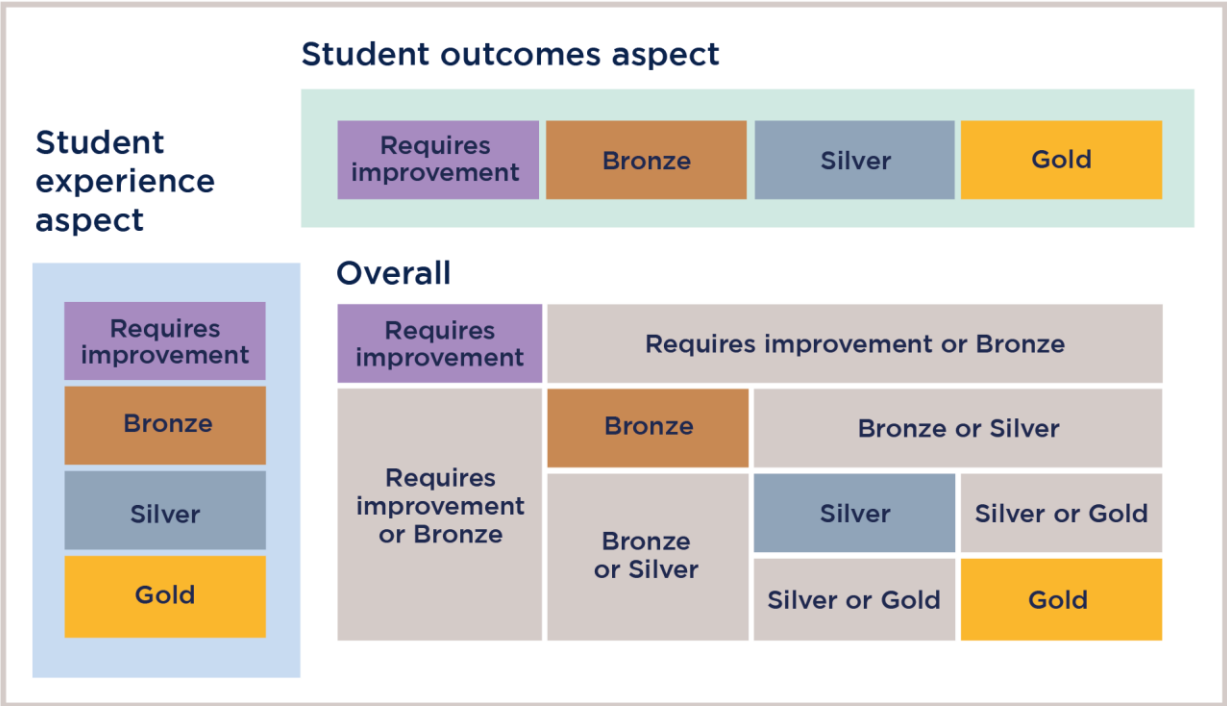 Student outcomes aspect
Requires
improvement
Bronze
Silver
Gold
Student
experience
aspect
Requires
improvement
Bronze
Silver
Gold
Overall
Requires
improvement
Requires improvement or Bronze
Requires
improvement
or Bronze
Bronze
Bronze or Silver
Bronze
or Silver
Silver
Silver or Gold
Silver or Gold
Gold